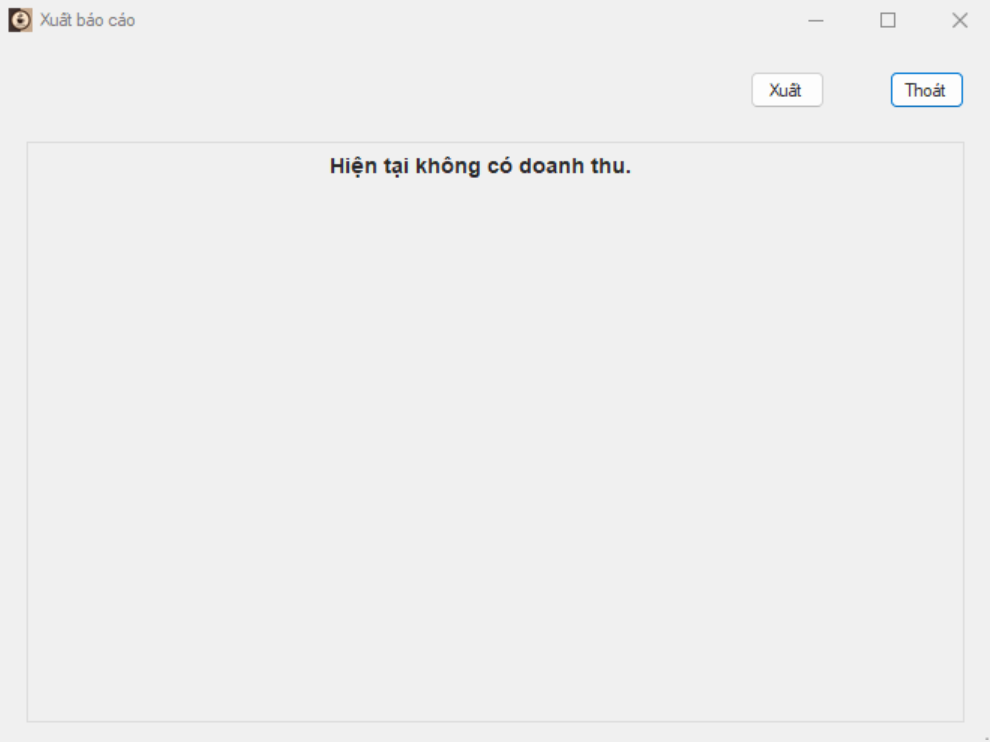 Xuất báo cáo
Xuất
Thoát
Hiện tại không có doanh thu.